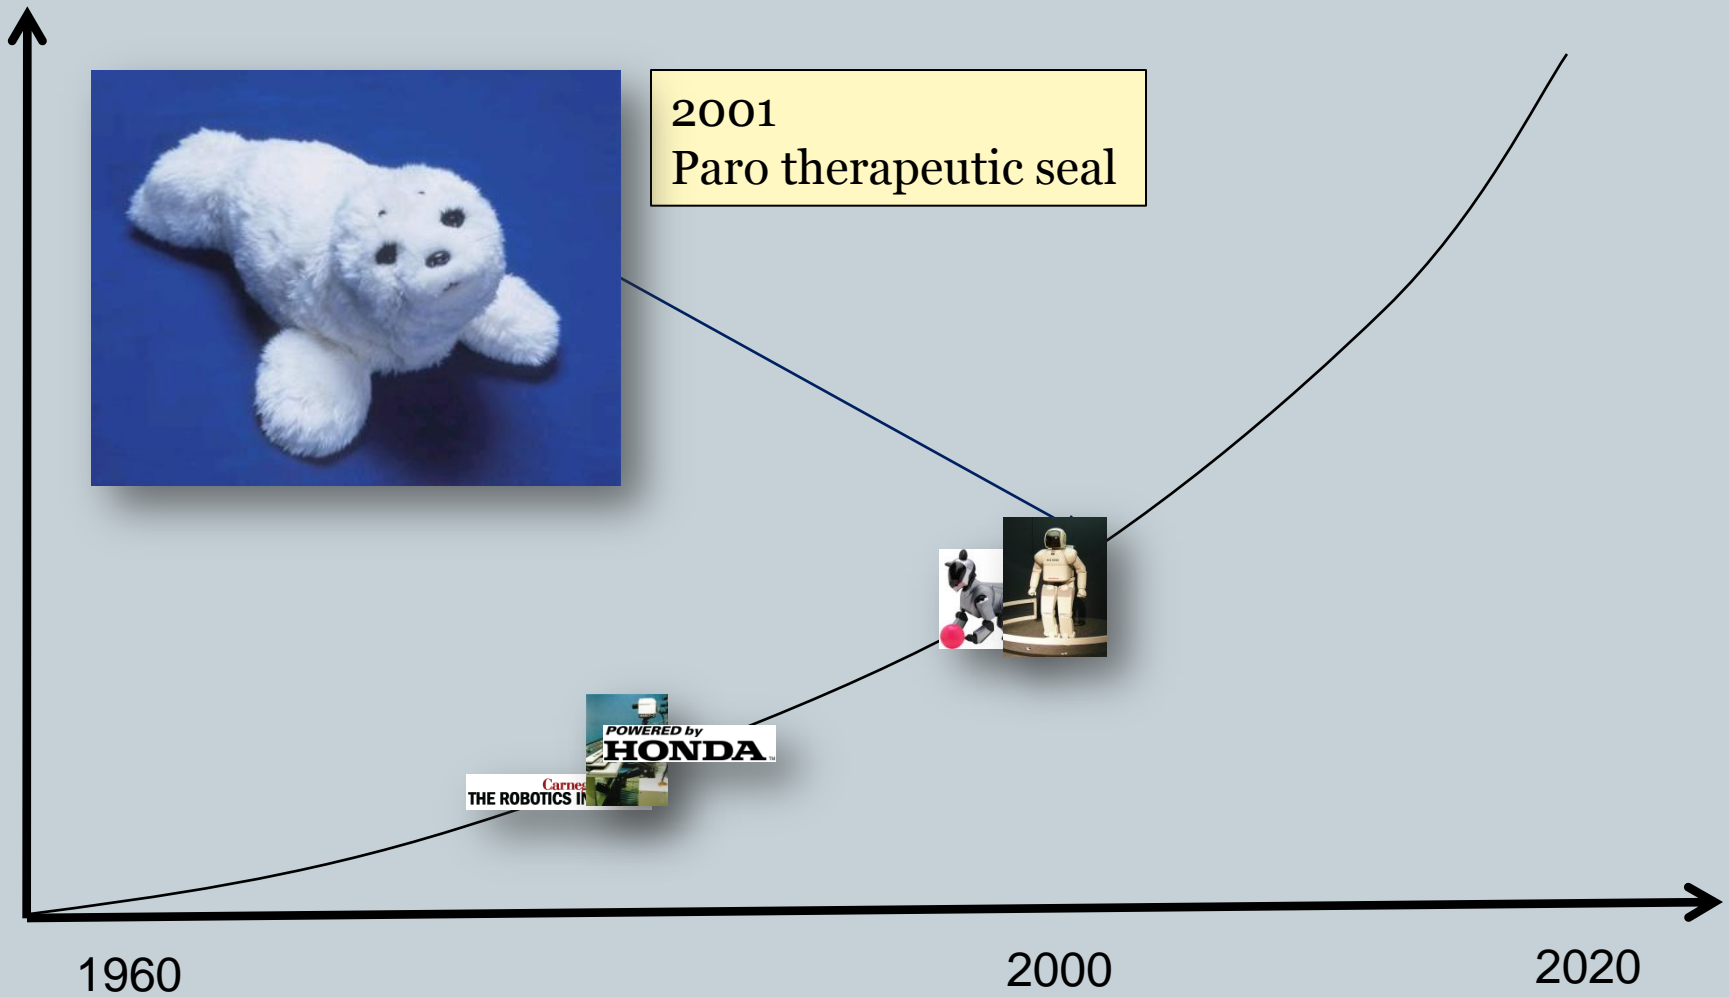 2001
Paro therapeutic seal
POWERED by
HONDA
THE ROBOTICS
1960
2000
2020